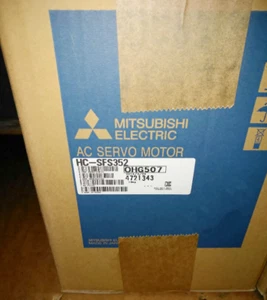 MITSUBISHI
ELECTRIC
AC SERVO MOTOR
HC-SFS352
0HG507
4721343